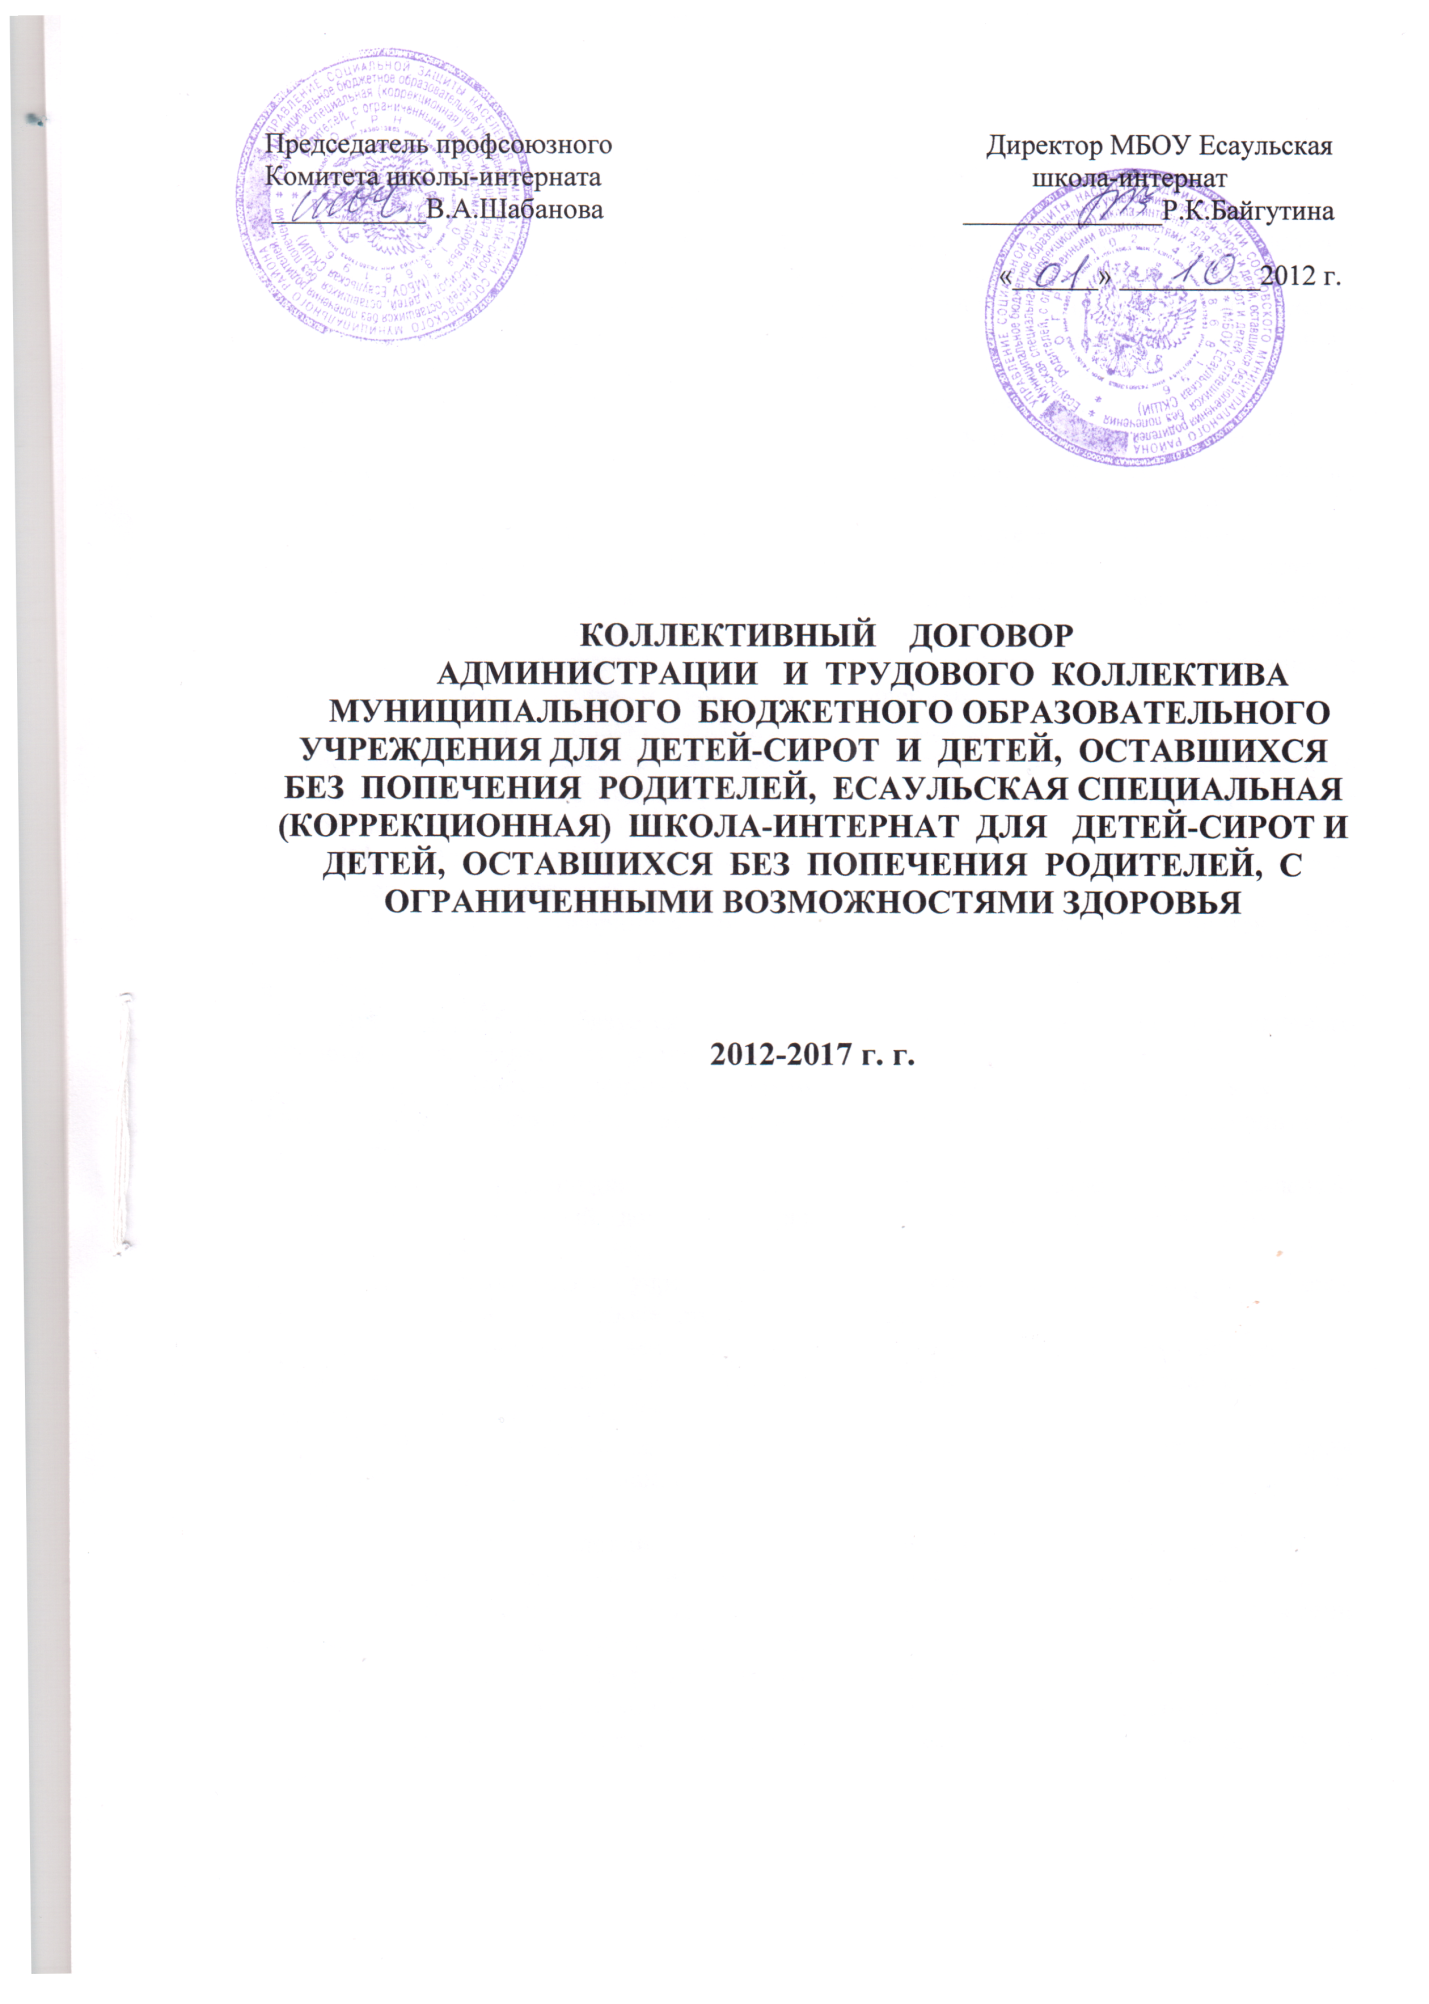 Председатель профсоюзного
Комитета школы-интерната
___________В.А.Шабанова
Директор МБОУ Есаульская
школа-интернат
______________Р.К.Байгутина
«01» 10 2012 г.
КОЛЛЕКТИВНЫЙ ДОГОВОР
АДМИНИСТРАЦИИ И ТРУДОВОГО КОЛЛЕКТИВА
МУНИЦИПАЛЬНОГО БЮДЖЕТНОГО ОБРАЗОВАТЕЛЬНОГО
УЧРЕЖДЕНИЯ ДЛЯ ДЕТЕЙ-СИРОТ И ДЕТЕЙ, ОСТАВШИХСЯ
БЕЗ ПОПЕЧЕНИЯ РОДИТЕЛЕЙ, ЕСАУЛЬСКАЯ СПЕЦИАЛЬНАЯ
(КОРРЕКЦИОННАЯ) ШКОЛА-ИНТЕРНАТ ДЛЯ ДЕТЕЙ-СИРОТ И
ДЕТЕЙ, ОСТАВШИХСЯ БЕЗ ПОПЕЧЕНИЯ РОДИТЕЛЕЙ, С
ОГРАНИЧЕННЫМИ ВОЗМОЖНОСТЯМИ ЗДОРОВЬЯ
2012-2017 г. г.